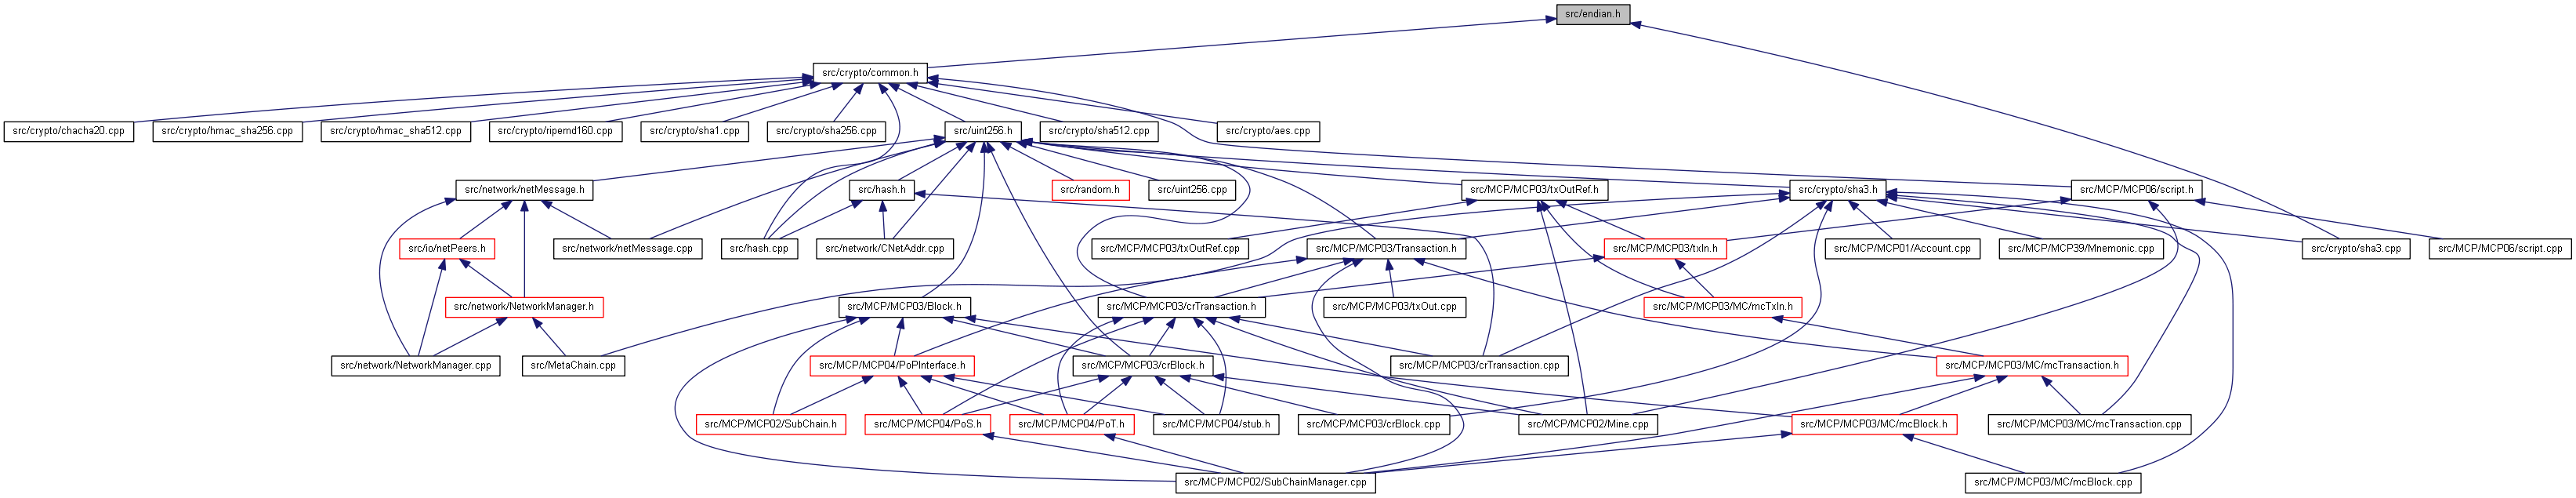 src/endian.h
src/crypto/common.h
src/crypto/chacha20.cpp
src/crypto/hmac_sha256.cpp
src/crypto/hmac_sha512.cpp
src/crypto/ripemd160.cpp
src/crypto/sha1.cpp
src/crypto/sha256.cpp
src/uint256.h
src/crypto/sha512.cpp
src/crypto/aes.cpp
src/network/netMessage.h
src/hash.h
src/random.h
src/uint256.cpp
src/MCP/MCP03/txOutRef.h
src/crypto/sha3.h
src/MCP/MCP06/script.h
src/io/netPeers.h
src/network/netMessage.cpp
src/hash.cpp
src/network/CNetAddr.cpp
src/MCP/MCP03/txOutRef.cpp
src/MCP/MCP03/Transaction.h
src/MCP/MCP03/txIn.h
src/MCP/MCP01/Account.cpp
src/MCP/MCP39/Mnemonic.cpp
src/crypto/sha3.cpp
src/MCP/MCP06/script.cpp
src/network/NetworkManager.h
src/MCP/MCP03/Block.h
src/MCP/MCP03/crTransaction.h
src/MCP/MCP03/txOut.cpp
src/MCP/MCP03/MC/mcTxIn.h
src/network/NetworkManager.cpp
src/MetaChain.cpp
src/MCP/MCP04/PoPInterface.h
src/MCP/MCP03/crBlock.h
src/MCP/MCP03/crTransaction.cpp
src/MCP/MCP03/MC/mcTransaction.h
src/MCP/MCP02/SubChain.h
src/MCP/MCP04/PoS.h
src/MCP/MCP04/PoT.h
src/MCP/MCP04/stub.h
src/MCP/MCP03/crBlock.cpp
src/MCP/MCP02/Mine.cpp
src/MCP/MCP03/MC/mcBlock.h
src/MCP/MCP03/MC/mcTransaction.cpp
src/MCP/MCP02/SubChainManager.cpp
src/MCP/MCP03/MC/mcBlock.cpp